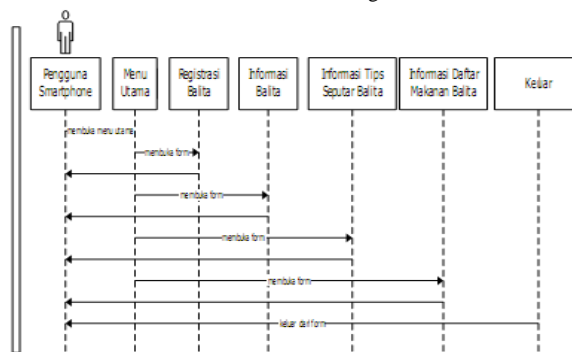 Pengguna
Smartphone
Menu
Utama
Registrasi
Balita
Informasi
Balita
Informasi Tips
Seputar Balita
Informasi Daftar
Makanan Balita
Keluar
membuka menu utama
membuka form
membuka form
membuka form
membuka form
keluar dari form